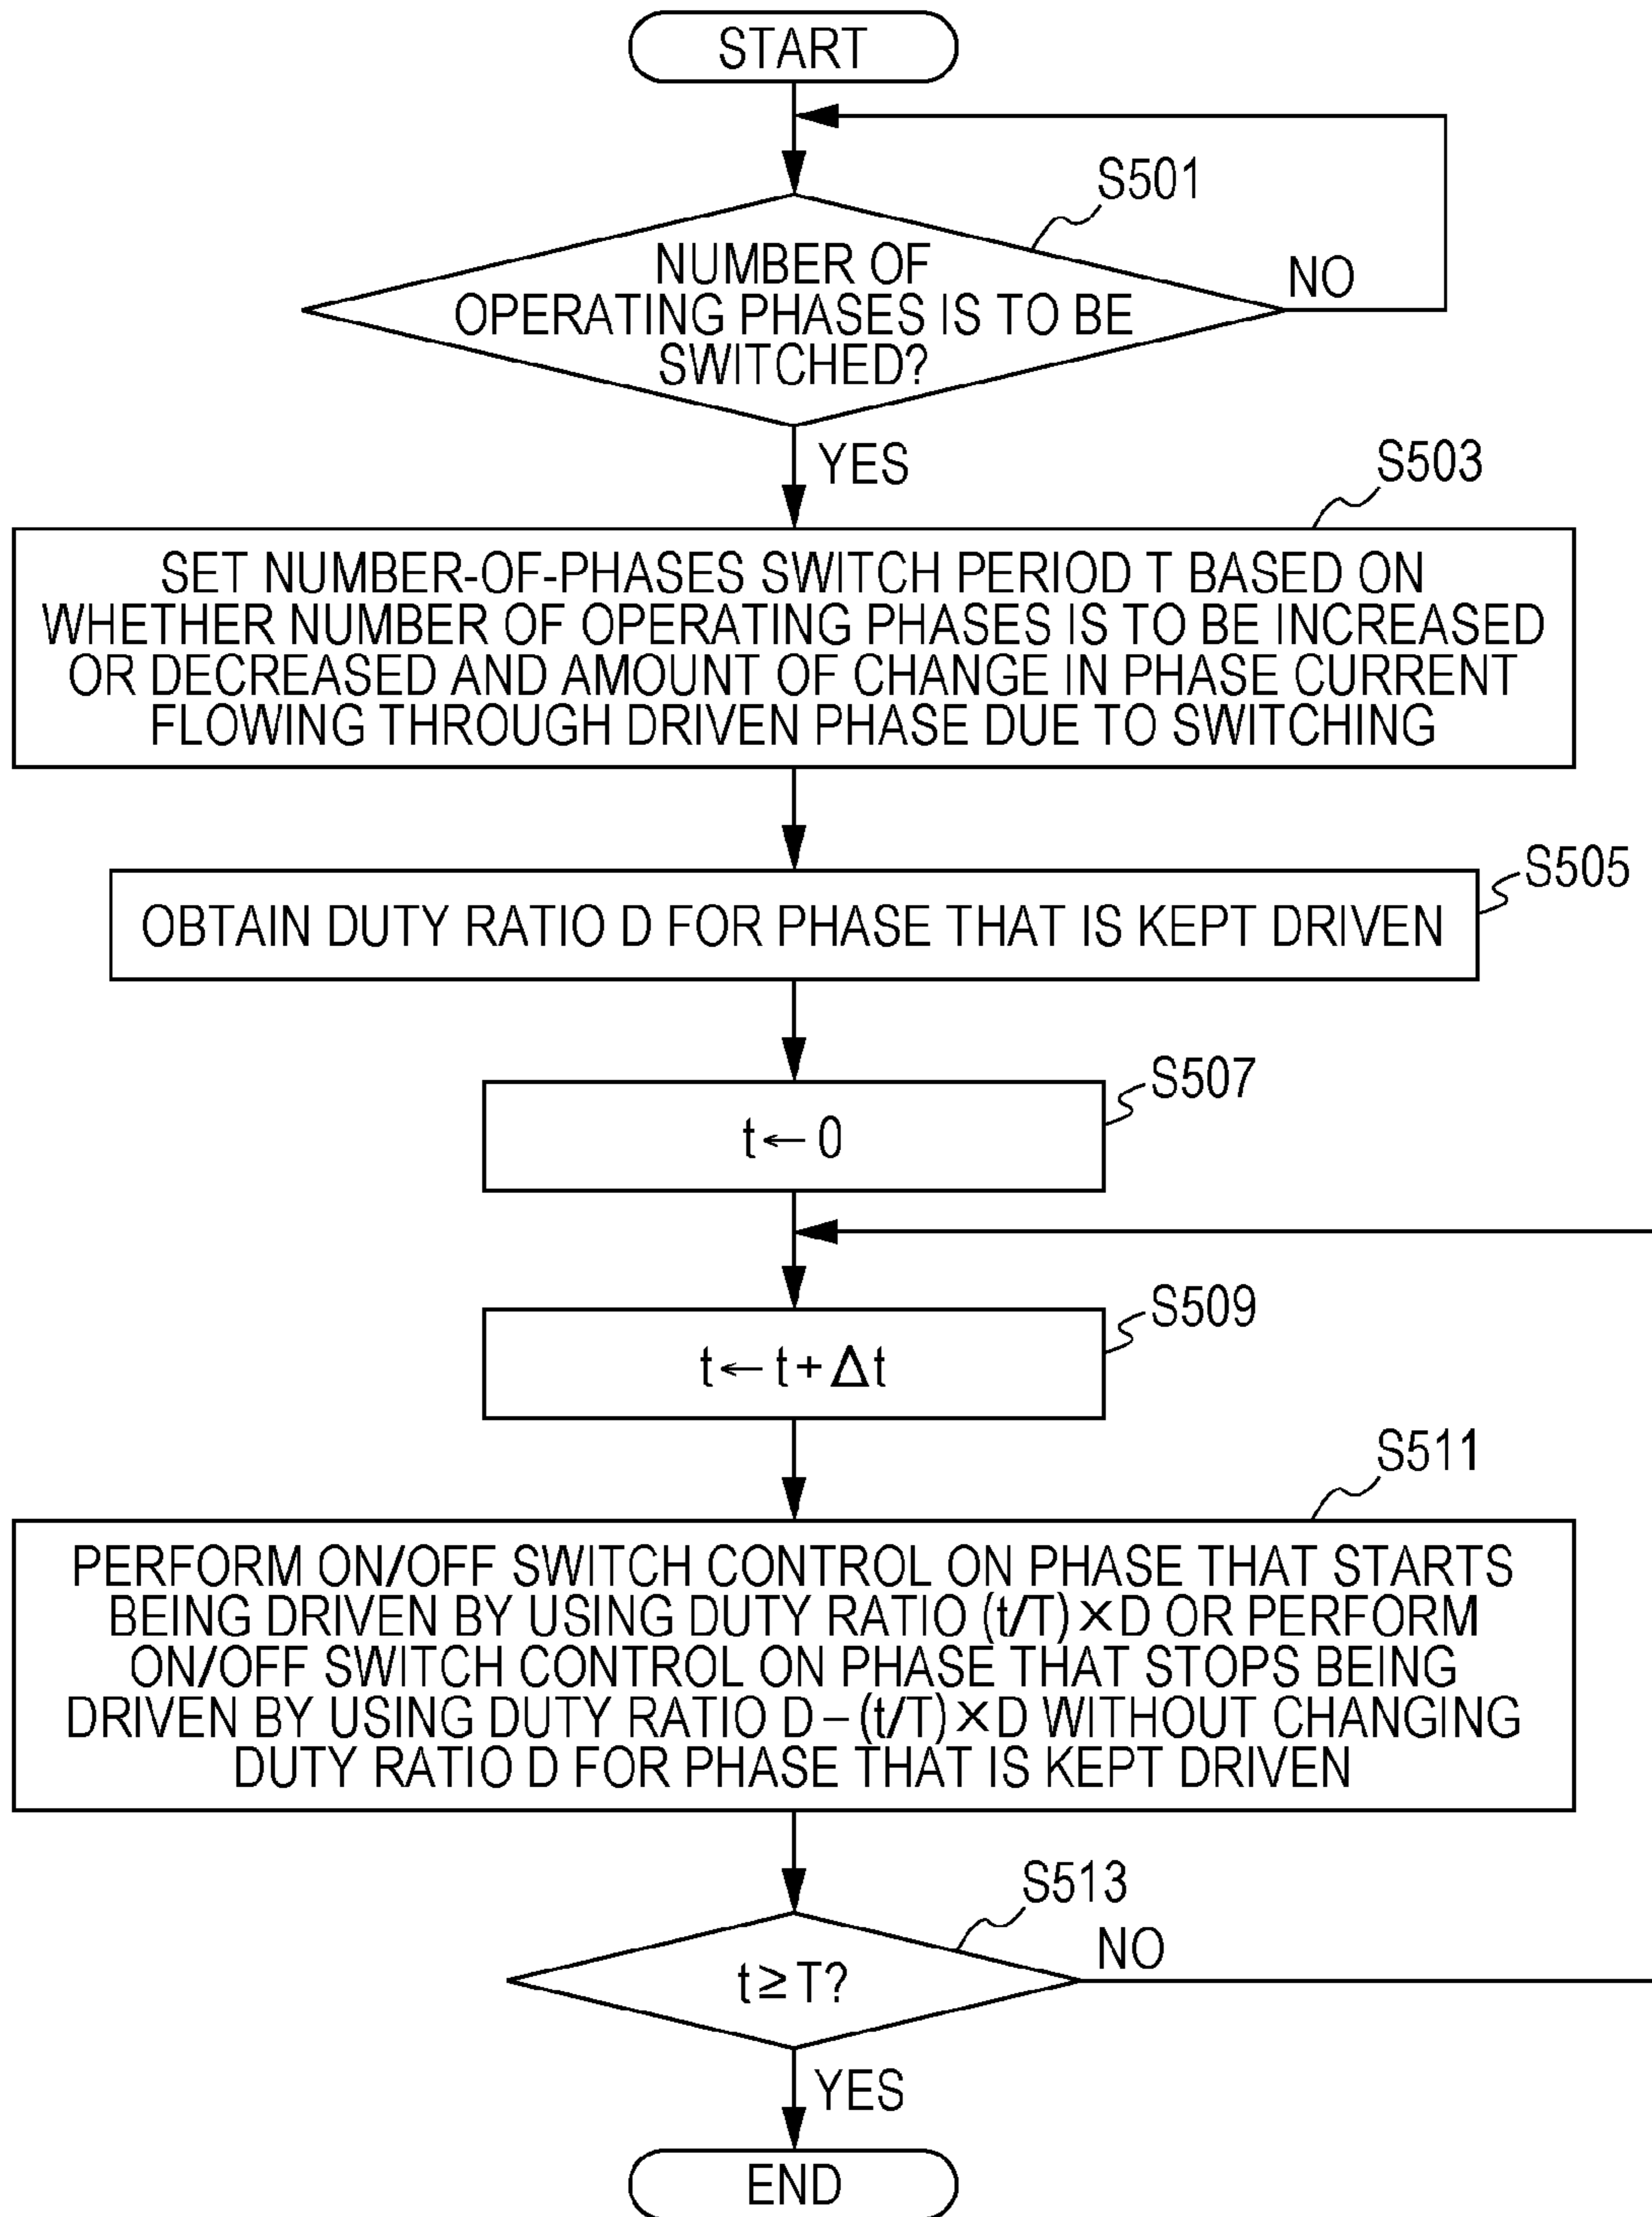 START
S501
NUMBER OF
OPERATING PHASES IS TO BE
SWITCHED?
NO
YES
S503
SET NUMBER-OF-PHASES SWITCH PERIOD T BASED ON
WHETHER NUMBER OF OPERATING PHASES IS TO BE INCREASED
OR DECREASED AND AMOUNT OF CHANGE IN PHASE CURRENT
FLOWING THROUGH DRIVEN PHASE DUE TO SWITCHING
S505
OBTAIN DUTY RATIO D FOR PHASE THAT IS KEPT DRIVEN
S507
t ← 0
S509
t ← t + Δt
S511
PERFORM ON/OFF SWITCH CONTROL ON PHASE THAT STARTS
BEING DRIVEN BY USING DUTY RATIO (t/T) × D OR PERFORM
ON/OFF SWITCH CONTROL ON PHASE THAT STOPS BEING
DRIVEN BY USING DUTY RATIO D – (t/T) × D WITHOUT CHANGING
DUTY RATIO D FOR PHASE THAT IS KEPT DRIVEN
S513
t ≥ T?
NO
YES
END